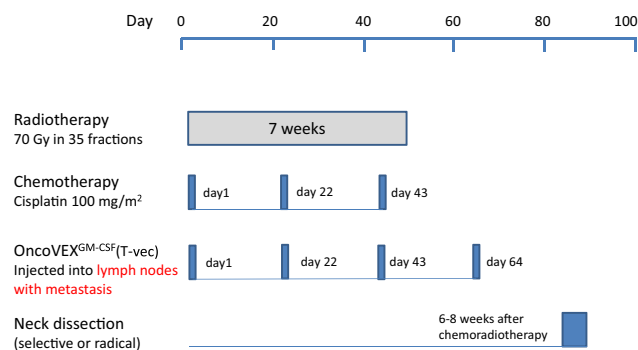 Day 0 20 40 60 80 100
Radiotherapy
70 Gy in 35 fractions
7 weeks
Chemotherapy
Cisplatin 100 mg/m²
day1 day 22 day 43
OncoVEX^GM-CSF(T-vec)
Injected into lymph nodes
with metastasis
day1 day 22 day 43 day 64
Neck dissection
(selective or radical)
6-8 weeks after
chemoradiotherapy